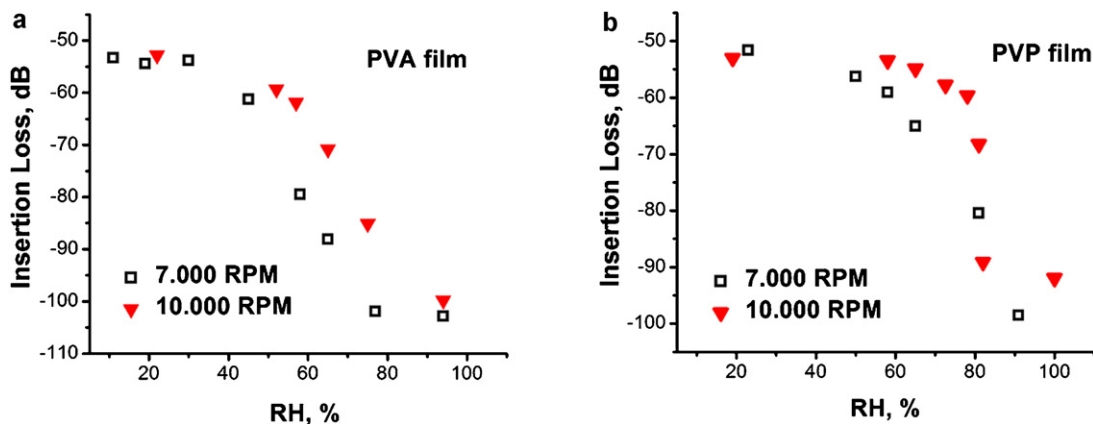 a
PVA film
Insertion Loss, dB
-50
-60
-70
-80
-90
-100
-110
7.000 RPM
10.000 RPM
20 40 60 80 100
RH, %
b
PVP film
Insertion Loss, dB
-50
-60
-70
-80
-90
-100
7.000 RPM
10.000 RPM
20 40 60 80 100
RH, %